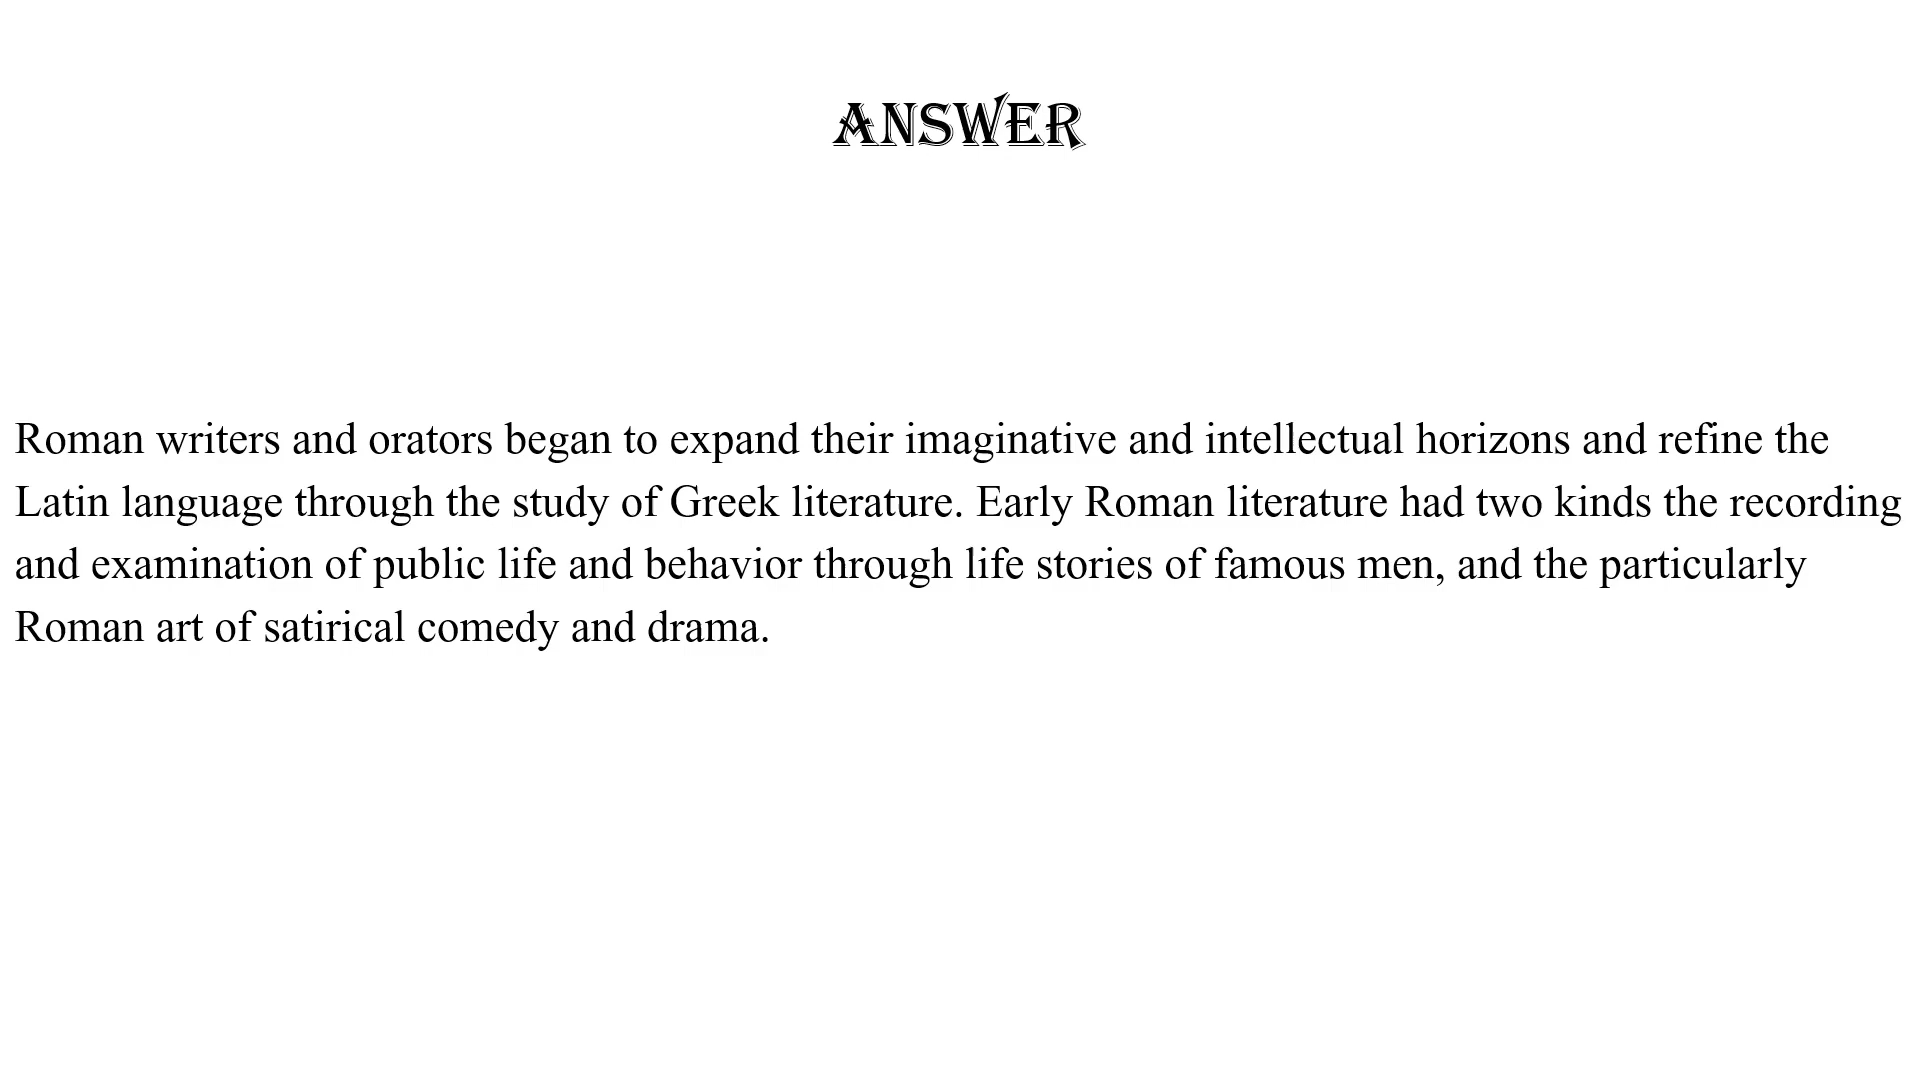 ANSWER
Roman writers and orators began to expand their imaginative and intellectual horizons and refine the
Latin language through the study of Greek literature. Early Roman literature had two kinds the recording
and examination of public life and behavior through life stories of famous men, and the particularly
Roman art of satirical comedy and drama.